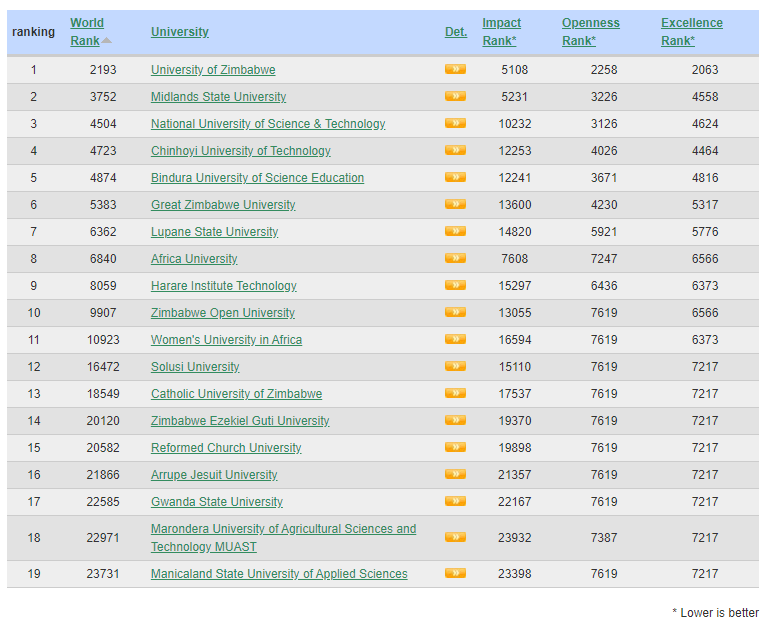 ranking World Rank University Det. Impact Rank* Openness Rank* Excellence Rank*
1 2193 University of Zimbabwe 5108 2258 2063
2 3752 Midlands State University 5231 3226 4558
3 4504 National University of Science & Technology 10232 3126 4624
4 4723 Chinhoyi University of Technology 12253 4026 4464
5 4874 Bindura University of Science Education 12241 3671 4816
6 5383 Great Zimbabwe University 13600 4230 5317
7 6362 Lupane State University 14820 5921 5776
8 6840 Africa University 7608 7247 6566
9 8059 Harare Institute Technology 15297 6436 6373
10 9907 Zimbabwe Open University 13055 7619 6566
11 10923 Women's University in Africa 16594 7619 6373
12 16472 Solusi University 15110 7619 7217
13 18549 Catholic University of Zimbabwe 17537 7619 7217
14 20120 Zimbabwe Ezekiel Guti University 19370 7619 7217
15 20582 Reformed Church University 19898 7619 7217
16 21866 Arrupe Jesuit University 21357 7619 7217
17 22585 Gwanda State University 22167 7619 7217
18 22971 Marondera University of Agricultural Sciences and Technology MUAST 23932 7387 7217
19 23731 Manicaland State University of Applied Sciences 23398 7619 7217
* Lower is better